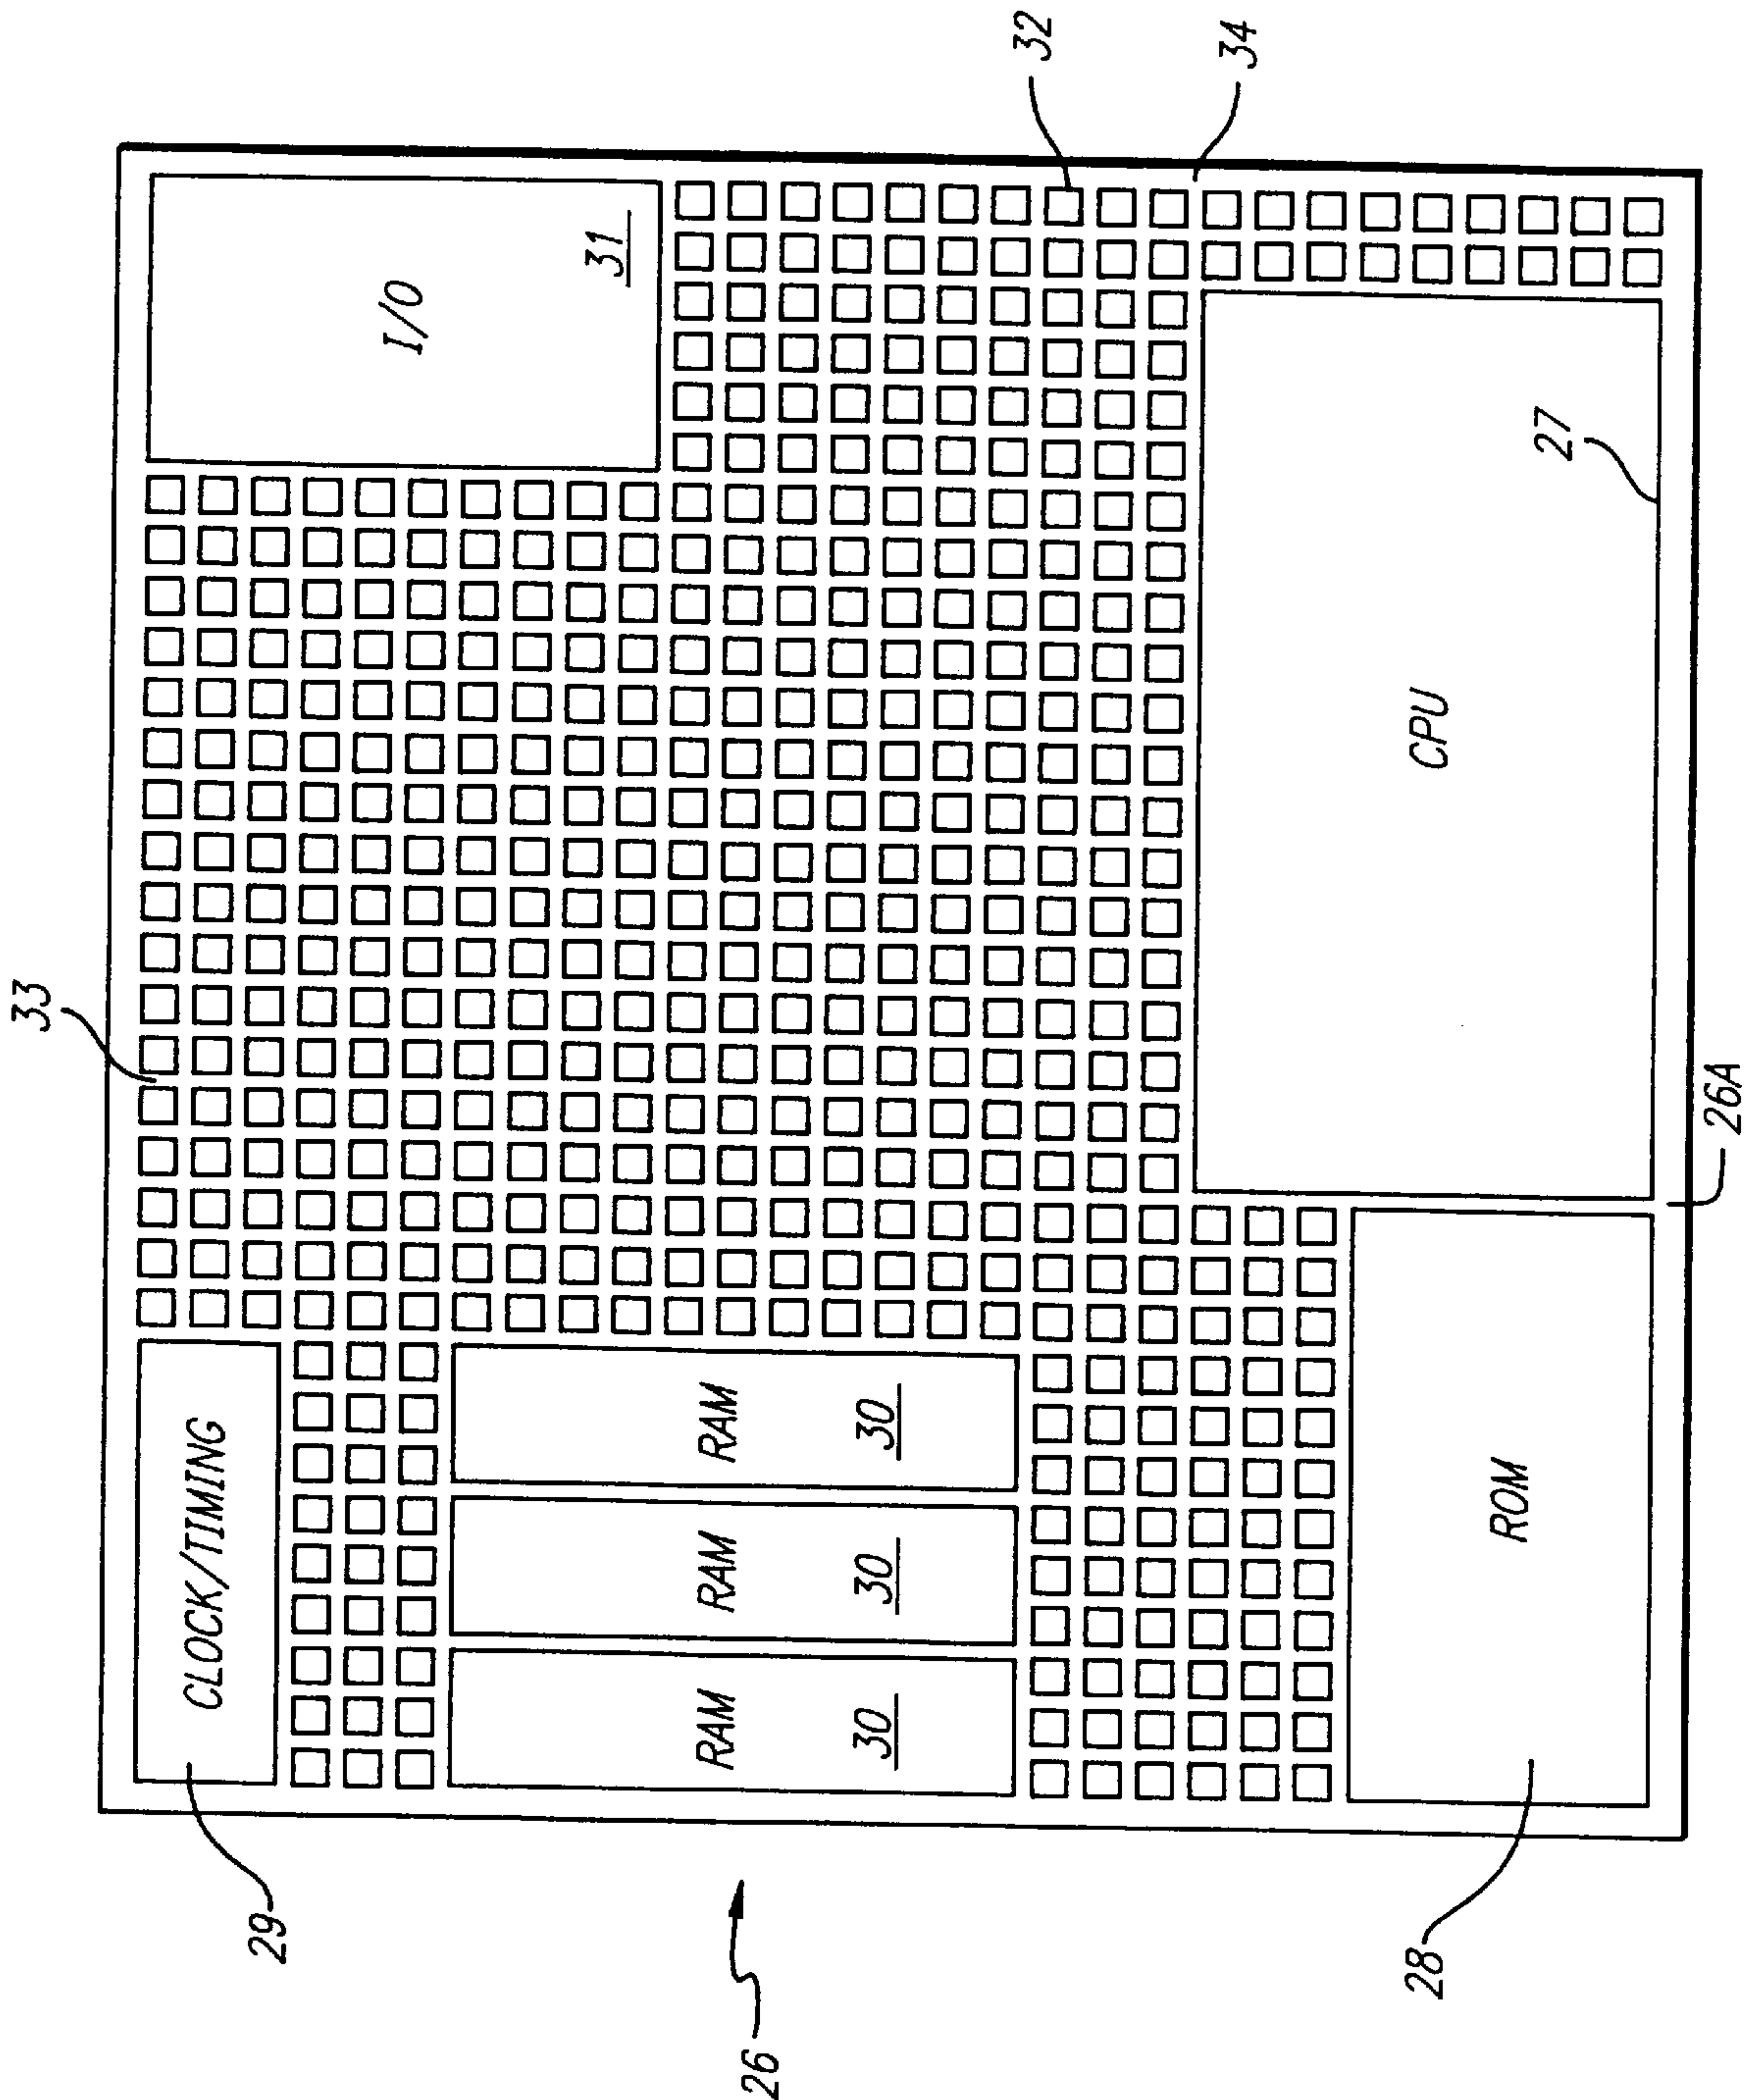 32
34
31
I/O
27
33
CPU
26A
CLOCK/TIMING
RAM
30
RAM
30
RAM
30
ROM
29
28
26